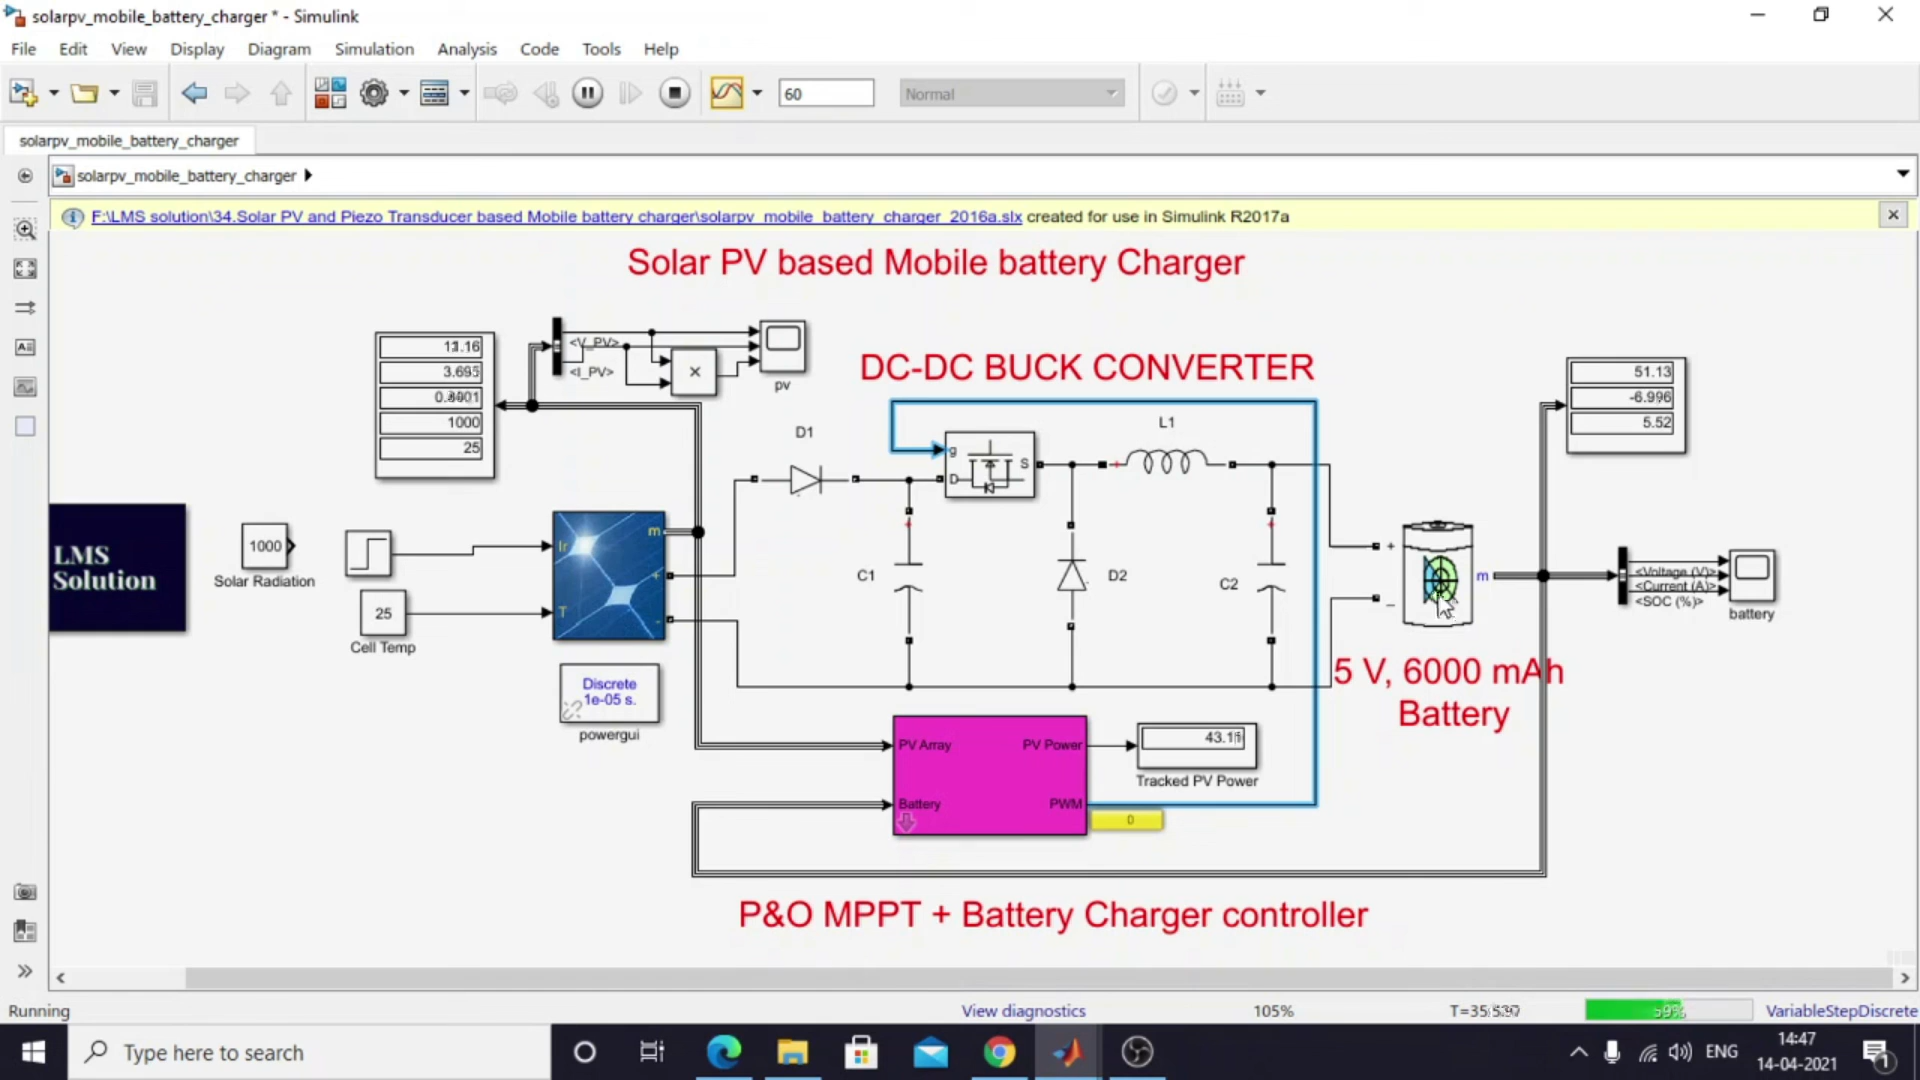 solarpv_mobile_battery_charger * - Simulink
File Edit View Display Diagram Simulation Analysis Code Tools Help
60 Normal
solarpv_mobile_battery_charger
solarpv_mobile_battery_charger
F:\LMS solution\34.Solar PV and Piezo Transducer based Mobile battery charger\solarpv_mobile_battery_charger_2016a.slx created for use in Simulink R2017a
Solar PV based Mobile battery Charger
<V_PV>
<I_PV>
pv
3.695
1000
25
DC-DC BUCK CONVERTER
51.13
-6.996
5.52
D1
L1
g
D
S
LMS
Solution
1000
Solar Radiation
25
Cell Temp
Ir
T
m
+
-
C1
D2
C2
+
_
m
<Voltage (V)>
<Current (A)>
<SOC (%)>
battery
Discrete
1e-05 s.
powergui
5 V, 6000 mAh
Battery
PV Array PV Power
Battery PWM
Tracked PV Power
0
P&O MPPT + Battery Charger controller
Running View diagnostics 105% 59% VariableStepDiscrete
Type here to search
ENG
14:47
14-04-2021
1